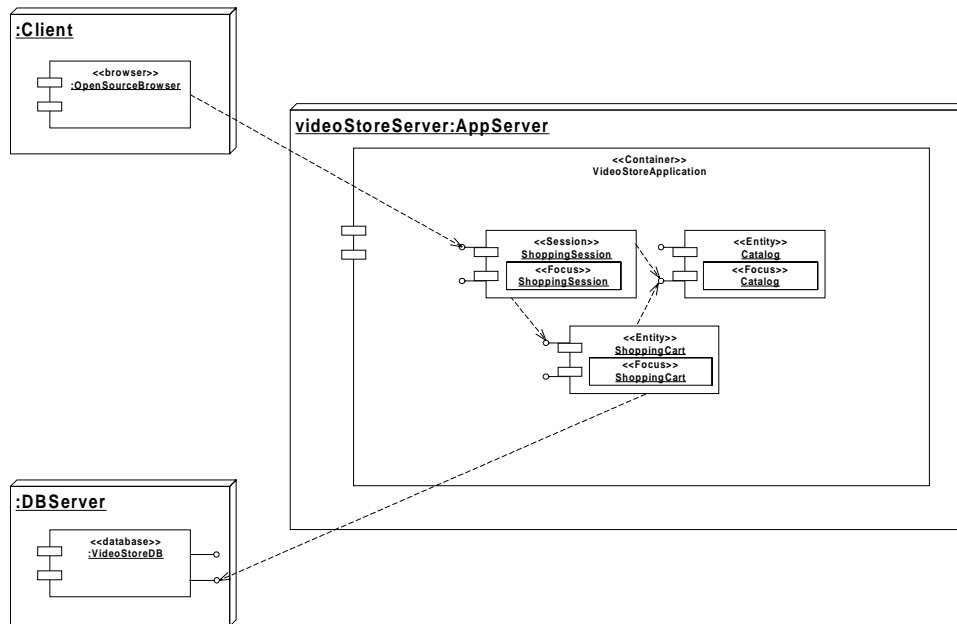 :Client
<<browser>>
:OpenSourceBrowser
videoStoreServer:AppServer
<<Container>>
VideoStoreApplication
<<Session>>
ShoppingSession
<<Focus>>
ShoppingSession
<<Entity>>
Catalog
<<Focus>>
Catalog
<<Entity>>
ShoppingCart
<<Focus>>
ShoppingCart
:DBServer
<<database>>
:VideoStoreDB